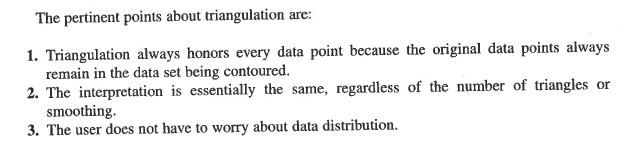 The pertinent points about triangulation are:
1. Triangulation always honors every data point because the original data points always
remain in the data set being contoured.
2. The interpretation is essentially the same, regardless of the number of triangles or
smoothing.
3. The user does not have to worry about data distribution.